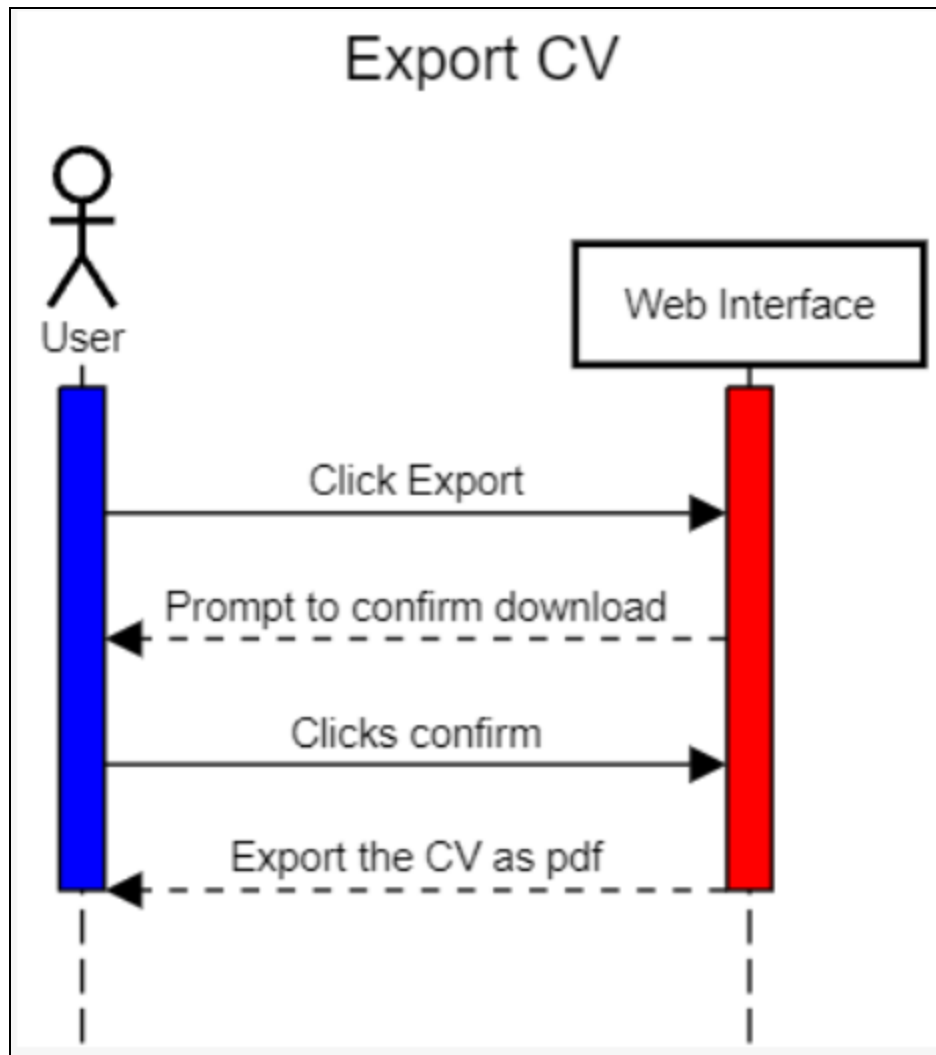 Export CV
User
Web Interface
Click Export
Prompt to confirm download
Clicks confirm
Export the CV as pdf